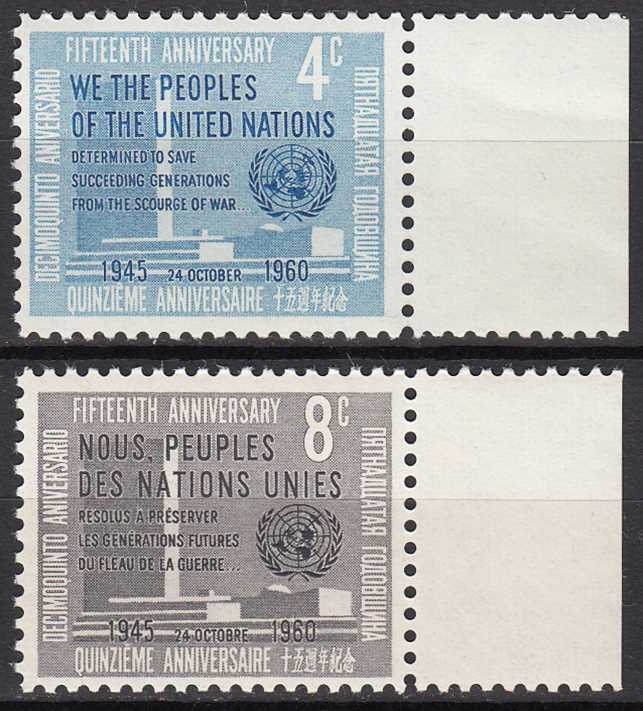 FIFTEENTH ANNIVERSARY
4c
WE THE PEOPLES
OF THE UNITED NATIONS
DETERMINED TO SAVE
SUCCEEDING GENERATIONS
FROM THE SCOURGE OF WAR...
DECIMOQUINTO ANIVERSARIO
ПЯТНАДЦАТАЯ ГОДОВЩИНА
1945 24 OCTOBER 1960
QUINZIÈME ANNIVERSAIRE 十五週年紀念
FIFTEENTH ANNIVERSARY
8c
NOUS, PEUPLES
DES NATIONS UNIES
RÉSOLUS À PRÉSERVER
LES GÉNÉRATIONS FUTURES
DU FLÉAU DE LA GUERRE...
DECIMOQUINTO ANIVERSARIO
ПЯТНАДЦАТАЯ ГОДОВЩИНА
1945 24 OCTOBRE 1960
QUINZIÈME ANNIVERSAIRE 十五週年紀念